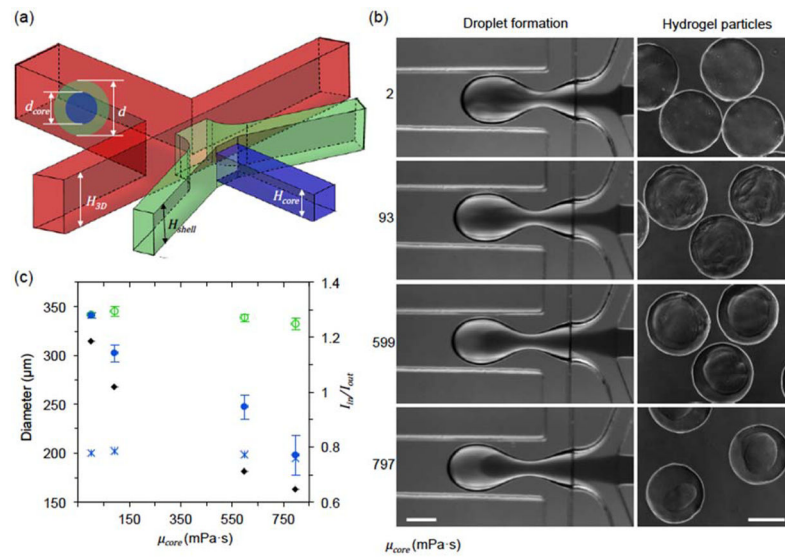 (a)
d_core
d
H_3D
H_shell
H_core
(b)
Droplet formation
Hydrogel particles
2
93
599
797
μ_core (mPa·s)
(c)
Diameter (μm)
350
300
250
200
150
150
350
550
750
μ_core (mPa·s)
1.4
1.2
1
0.8
0.6
I_in/I_out